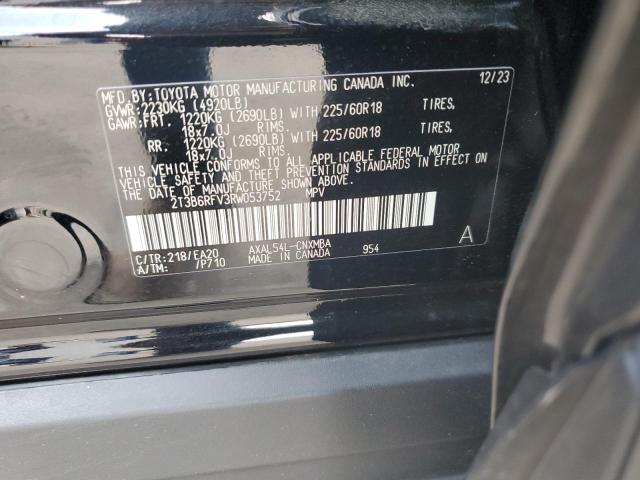 MFD. BY: TOYOTA MOTOR MANUFACTURING CANADA INC. 12/23
GVWR: 2230KG (4920LB)
GAWR: FRT 1220KG (2690LB) WITH 225/60R18 TIRES,
18x7.0J RIMS.
RR. 1220KG (2690LB) WITH 225/60R18 TIRES,
18x7.0J RIMS.
THIS VEHICLE CONFORMS TO ALL APPLICABLE FEDERAL MOTOR
VEHICLE SAFETY AND THEFT PREVENTION STANDARDS IN EFFECT ON
THE DATE OF MANUFACTURE SHOWN ABOVE.
2T3B6RFV3RW053752 MPV
C/TR: 218/EA20 AXAL54L-CNXMBA 954 A
A/TM: /P710 MADE IN CANADA